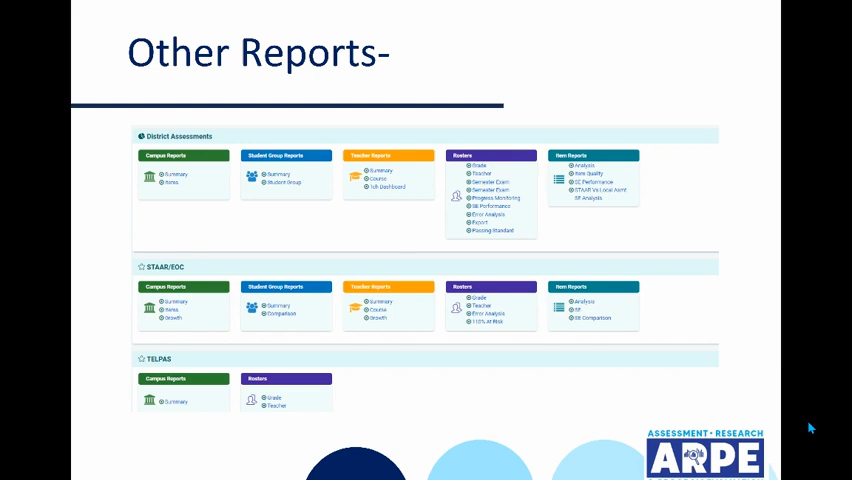 Other Reports-
District Assessments
Campus Reports
Summary
Items
Student Group Reports
Summary
Student Group
Teacher Reports
Summary
Course
Tch Dashboard
Rosters
Grade
Teacher
Semester Exam
Semester Exam
Progress Monitoring
SE Performance
Error Analysis
Export
Passing Standard
Item Reports
Analysis
Item Quality
SE Performance
STAAR Vs Local Asmt
SE Analysis
STAAR/EOC
Campus Reports
Summary
Items
Growth
Student Group Reports
Summary
Comparison
Teacher Reports
Summary
Course
Growth
Rosters
Grade
Teacher
Error Analysis
110% At Risk
Item Reports
Analysis
SE
SE Comparison
TELPAS
Campus Reports
Summary
Rosters
Grade
Teacher
ASSESSMENT • RESEARCH
ARPE